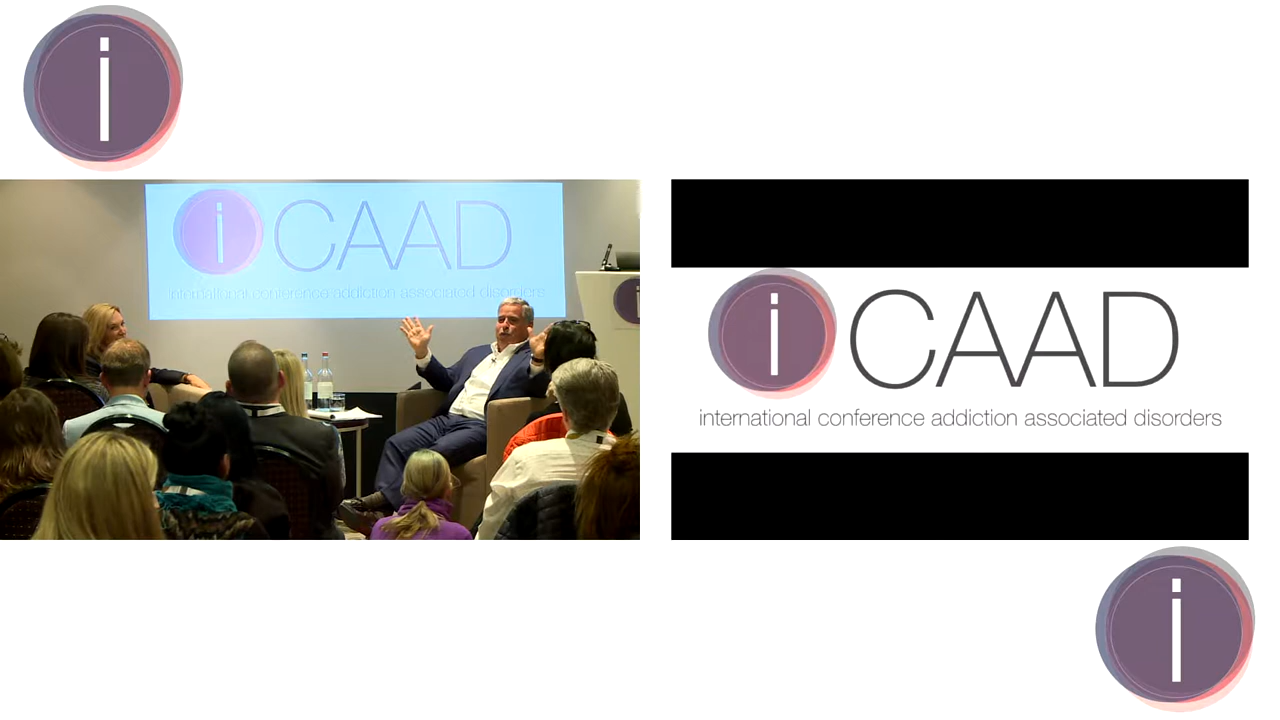 i
iCAAD
international conference addiction associated disorders
i
iCAAD
international conference addiction associated disorders
i